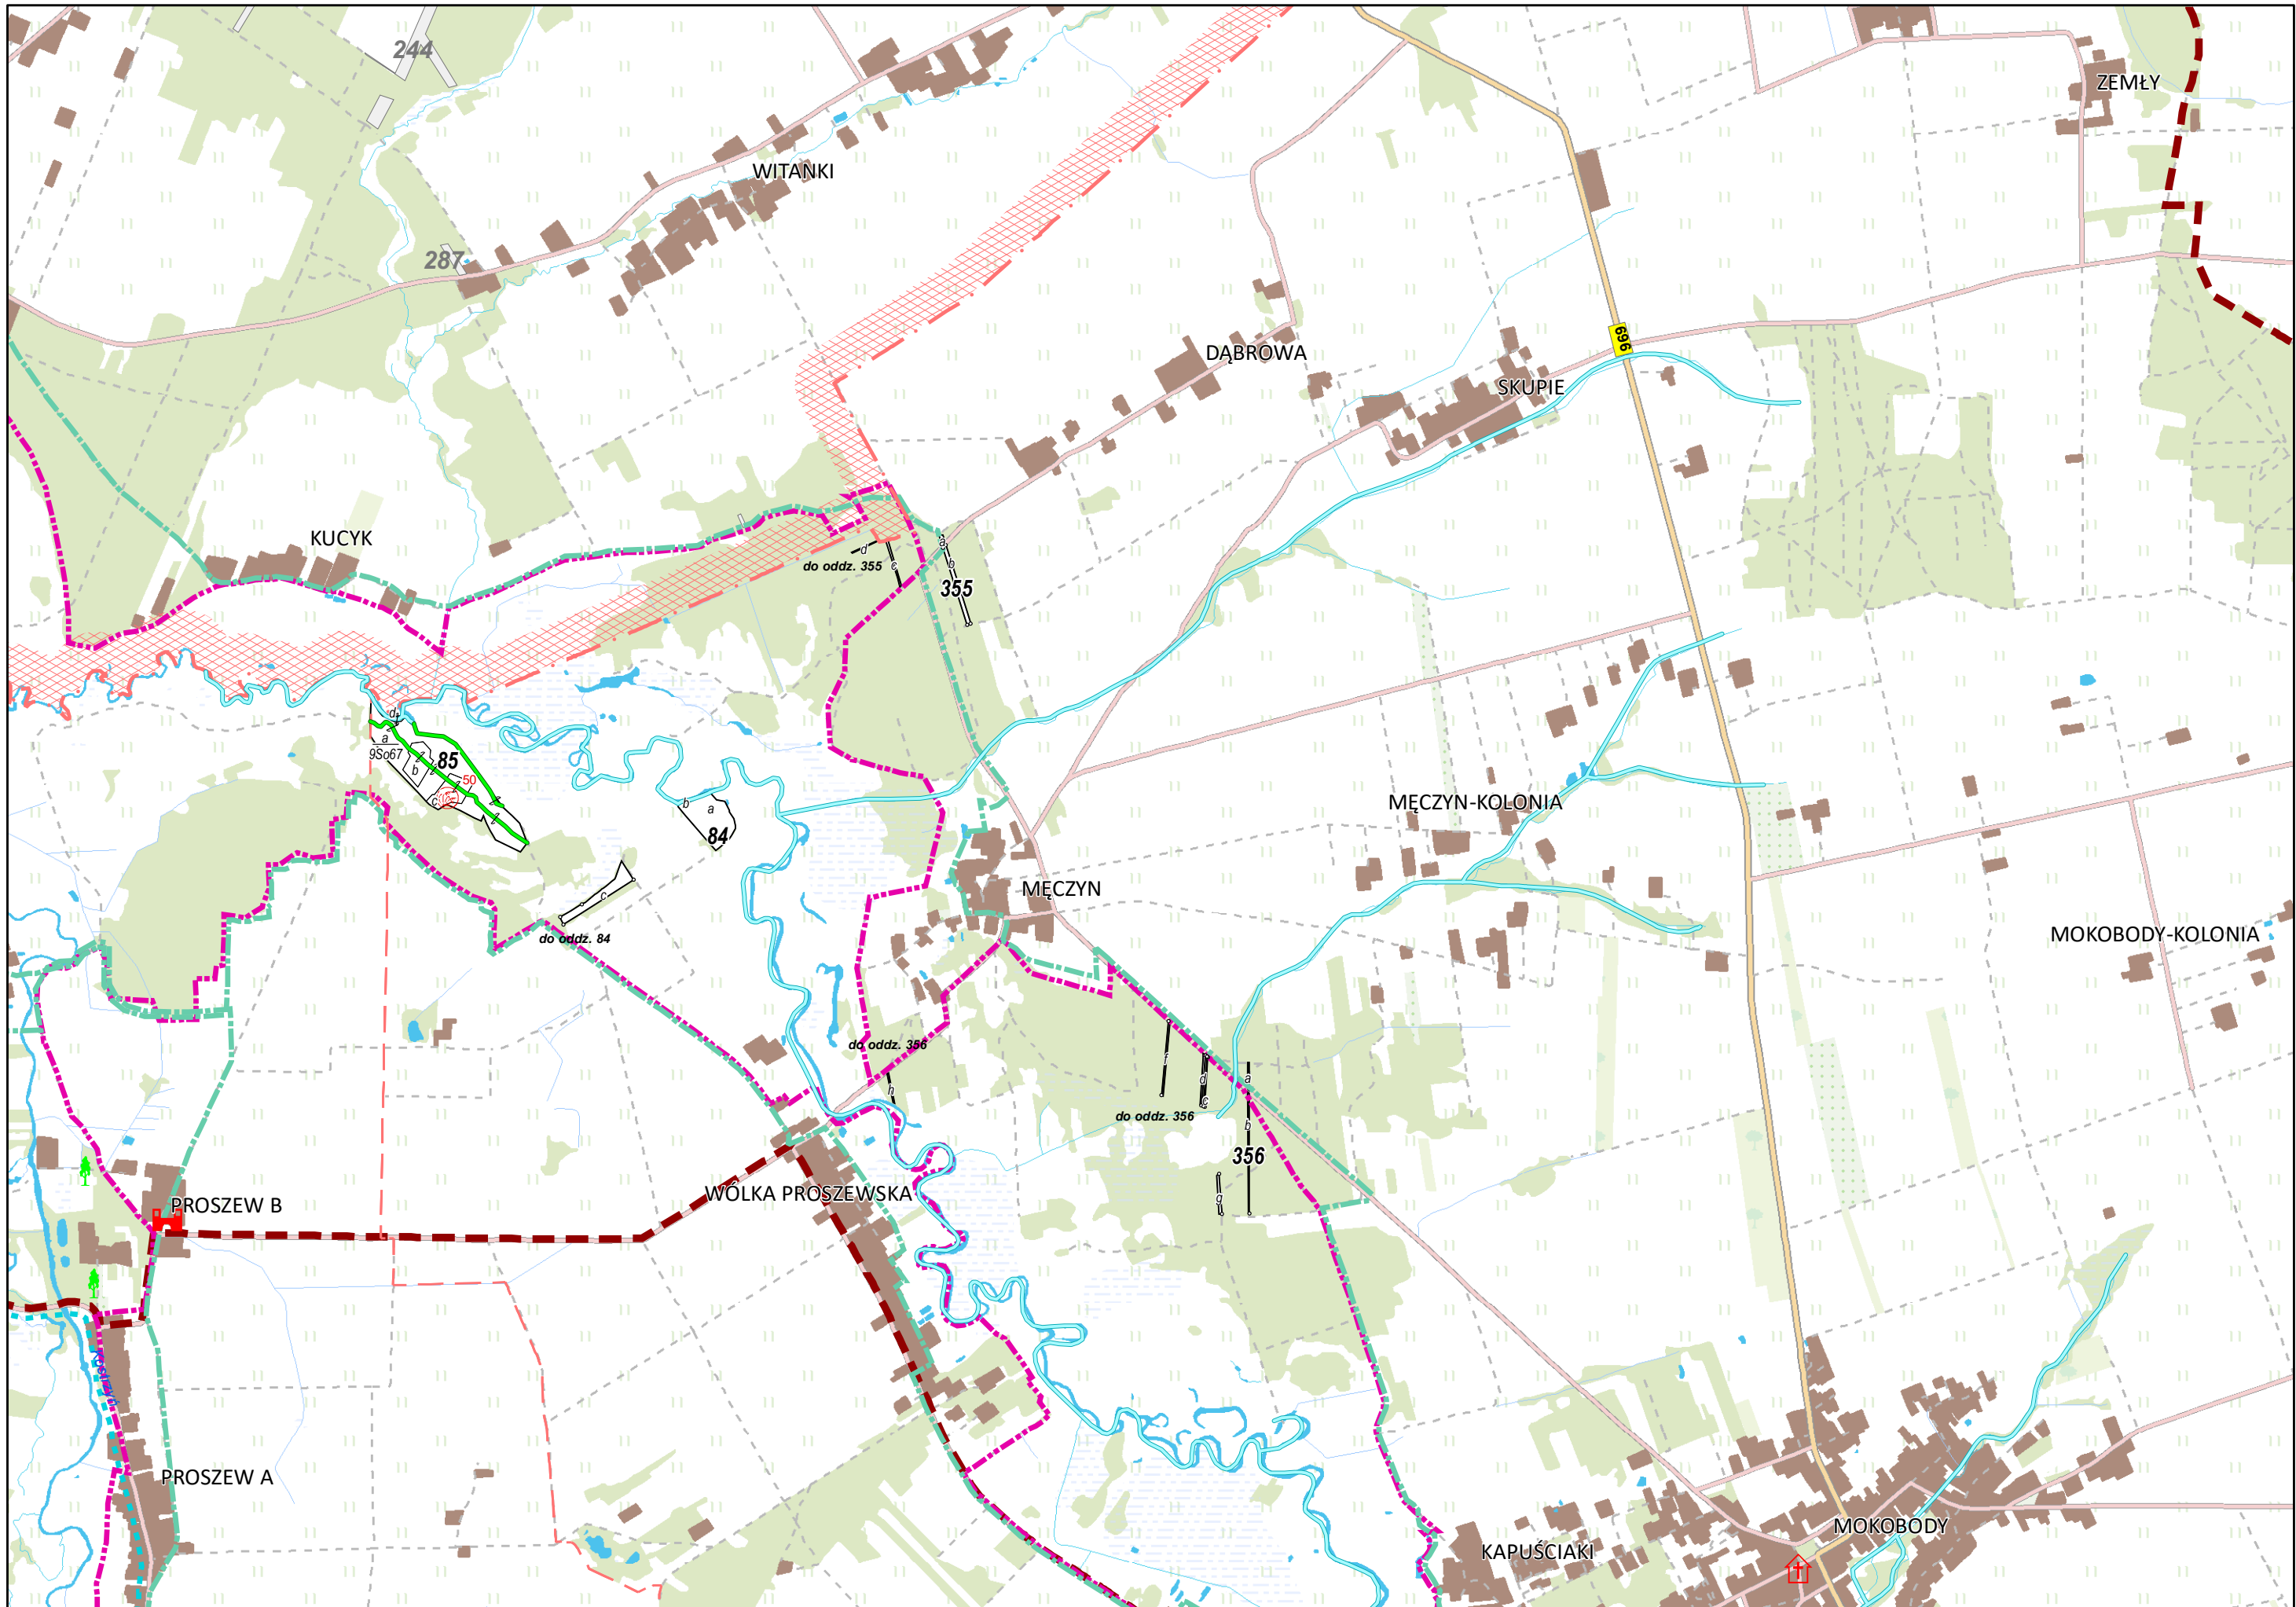 244
ZEMŁY
WITANKI
287
696
DĄBROWA
SKUPIE
KUCYK
d
do oddz. 355
e
a
b
355
d
a
9So67
b
z
85
50
c
b
a
84
MĘCZYN-KOLONIA
MĘCZYN
c
do oddz. 84
MOKOBODY-KOLONIA
do oddz. 356
h
f
d
c
do oddz. 356
a
b
356
g
PROSZEW B
WÓLKA PROSZEWSKA
PROSZEW A
MOKOBODY
KAPUŚCIAKI